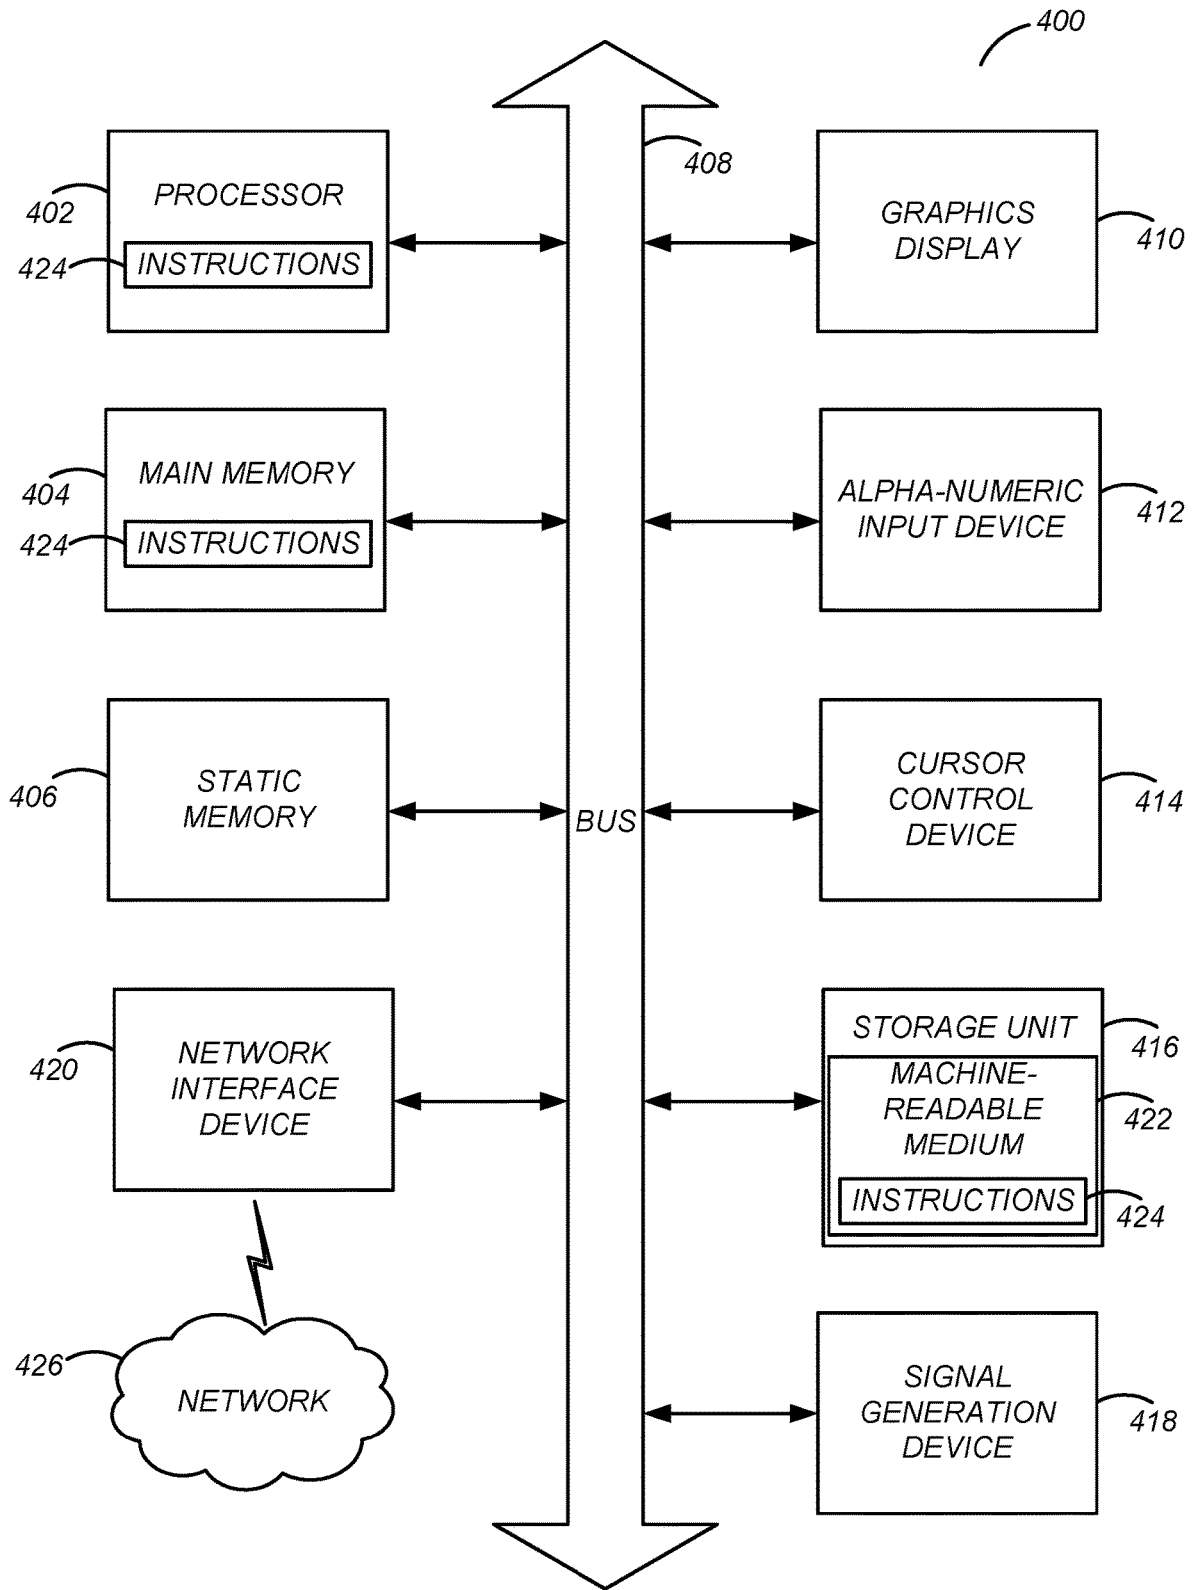 400
408
402
PROCESSOR
424
INSTRUCTIONS
GRAPHICS
DISPLAY
410
404
MAIN MEMORY
424
INSTRUCTIONS
ALPHA-NUMERIC
INPUT DEVICE
412
406
STATIC
MEMORY
BUS
CURSOR
CONTROL
DEVICE
414
420
NETWORK
INTERFACE
DEVICE
STORAGE UNIT
416
MACHINE-
READABLE
MEDIUM
422
INSTRUCTIONS
424
426
NETWORK
SIGNAL
GENERATION
DEVICE
418